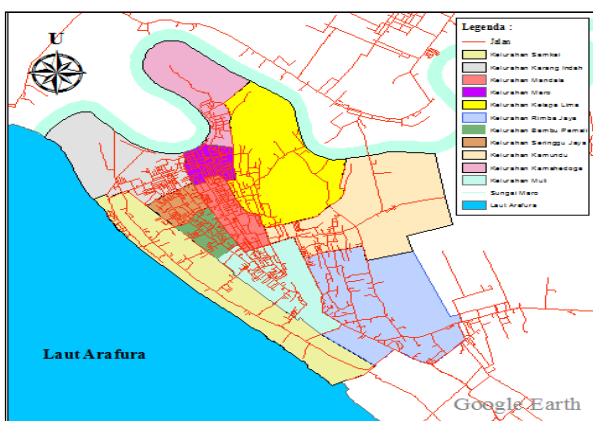 U
Legenda :
Jalan
Kelurahan Samkai
Kelurahan Karang Indah
Kelurahan Mandala
Kelurahan Maro
Kelurahan Kelapa Lima
Kelurahan Rimba Jaya
Kelurahan Bambu Pemali
Kelurahan Seringgu Jaya
Kelurahan Kamundu
Kelurahan Kamahedoga
Kelurahan Muli
Sungai Maro
Laut Arafura
Laut Arafura
Google Earth